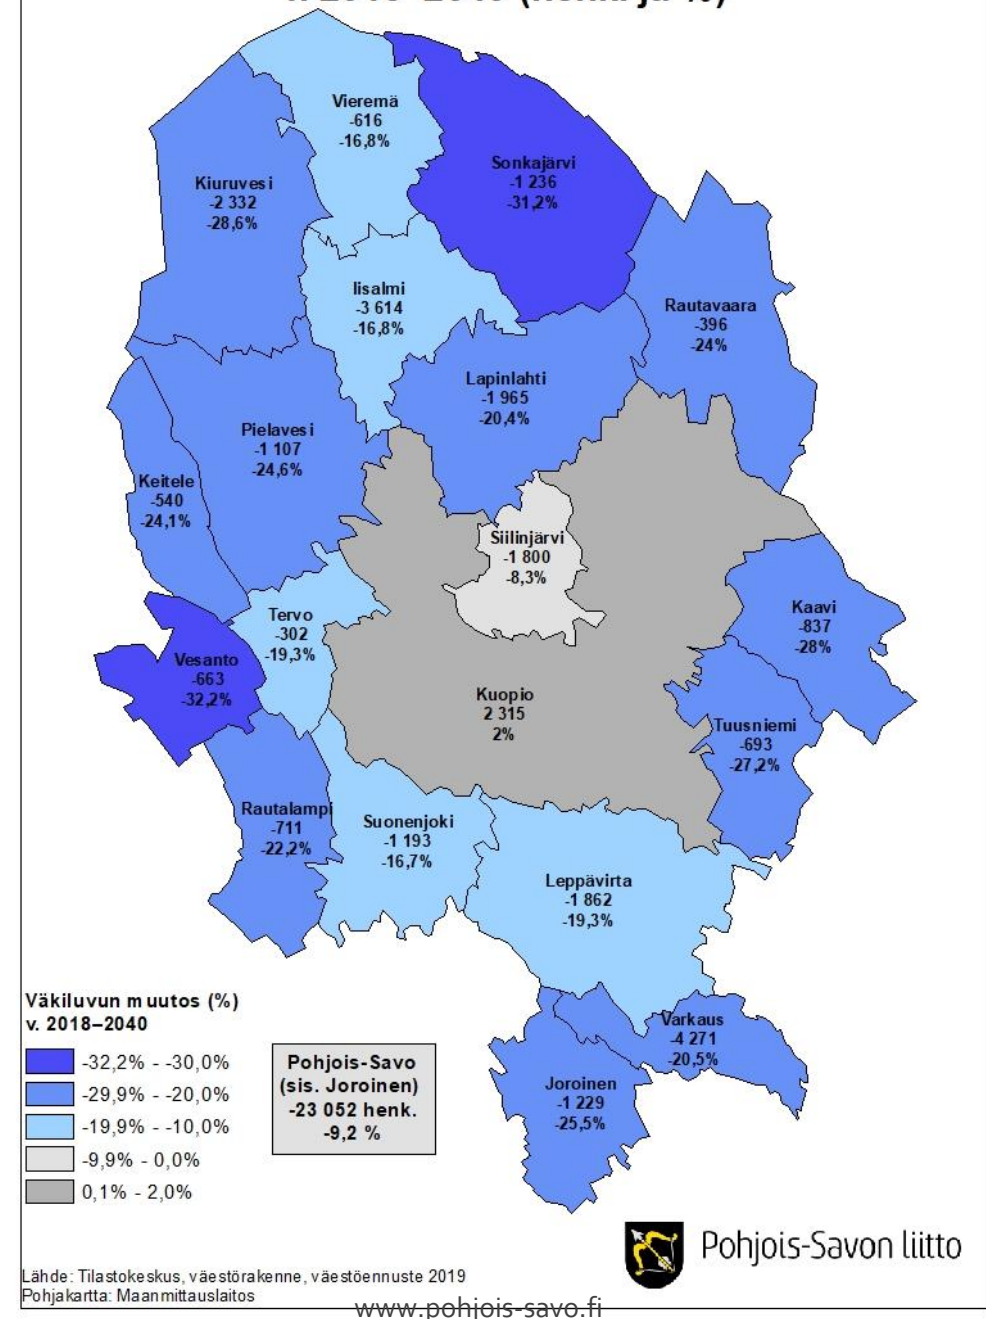 v. 2018–2040 (henk. ja %)
Vieremä
-616
-16,8%
Sonkajärvi
-1 236
-31,2%
Kiuruvesi
-2 332
-28,6%
Iisalmi
-3 614
-16,8%
Rautavaara
-396
-24%
Lapinlahti
-1 965
-20,4%
Pielavesi
-1 107
-24,6%
Keitele
-540
-24,1%
Siilinjärvi
-1 800
-8,3%
Kaavi
-837
-28%
Tervo
-302
-19,3%
Vesanto
-663
-32,2%
Kuopio
2 315
2%
Tuusniemi
-693
-27,2%
Rautalampi
-711
-22,2%
Suonenjoki
-1 193
-16,7%
Leppävirta
-1 862
-19,3%
Varkaus
-4 271
-20,5%
Joroinen
-1 229
-25,5%
Väkiluvun muutos (%)
v. 2018–2040
-32,2% - -30,0%
-29,9% - -20,0%
-19,9% - -10,0%
-9,9% - 0,0%
0,1% - 2,0%
Pohjois-Savo
(sis. Joroinen)
-23 052 henk.
-9,2 %
Pohjois-Savon liitto
Lähde: Tilastokeskus, väestörakenne, väestöennuste 2019
Pohjakartta: Maanmittauslaitos
www.pohjois-savo.fi